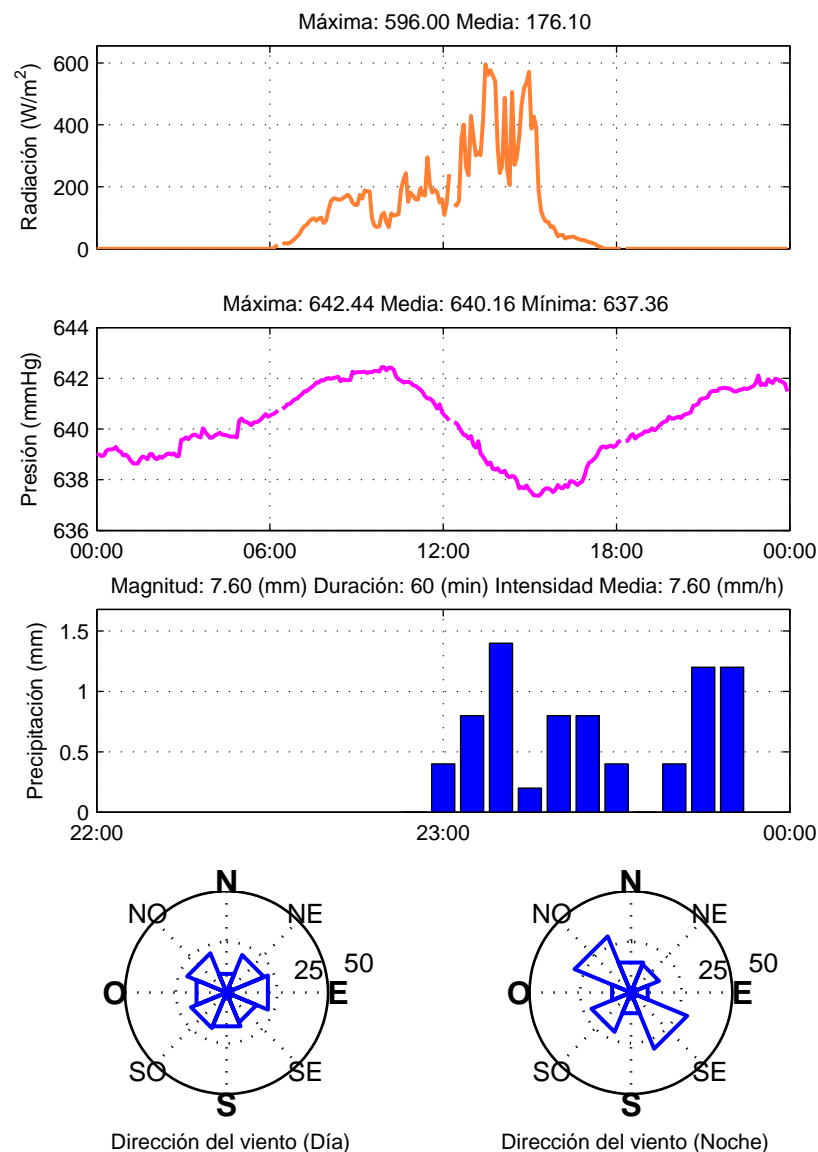 Máxima: 596.00 Media: 176.10
Radiación (W/m²)
600
400
200
0
Máxima: 642.44 Media: 640.16 Mínima: 637.36
Presión (mmHg)
644
642
640
638
636
00:00 06:00 12:00 18:00 00:00
Magnitud: 7.60 (mm) Duración: 60 (min) Intensidad Media: 7.60 (mm/h)
Precipitación (mm)
1.5
1
0.5
0
22:00 23:00 00:00
N
NO NE
25 50
O E
SO SE
S
Dirección del viento (Día)
N
NO NE
25 50
O E
SO SE
S
Dirección del viento (Noche)